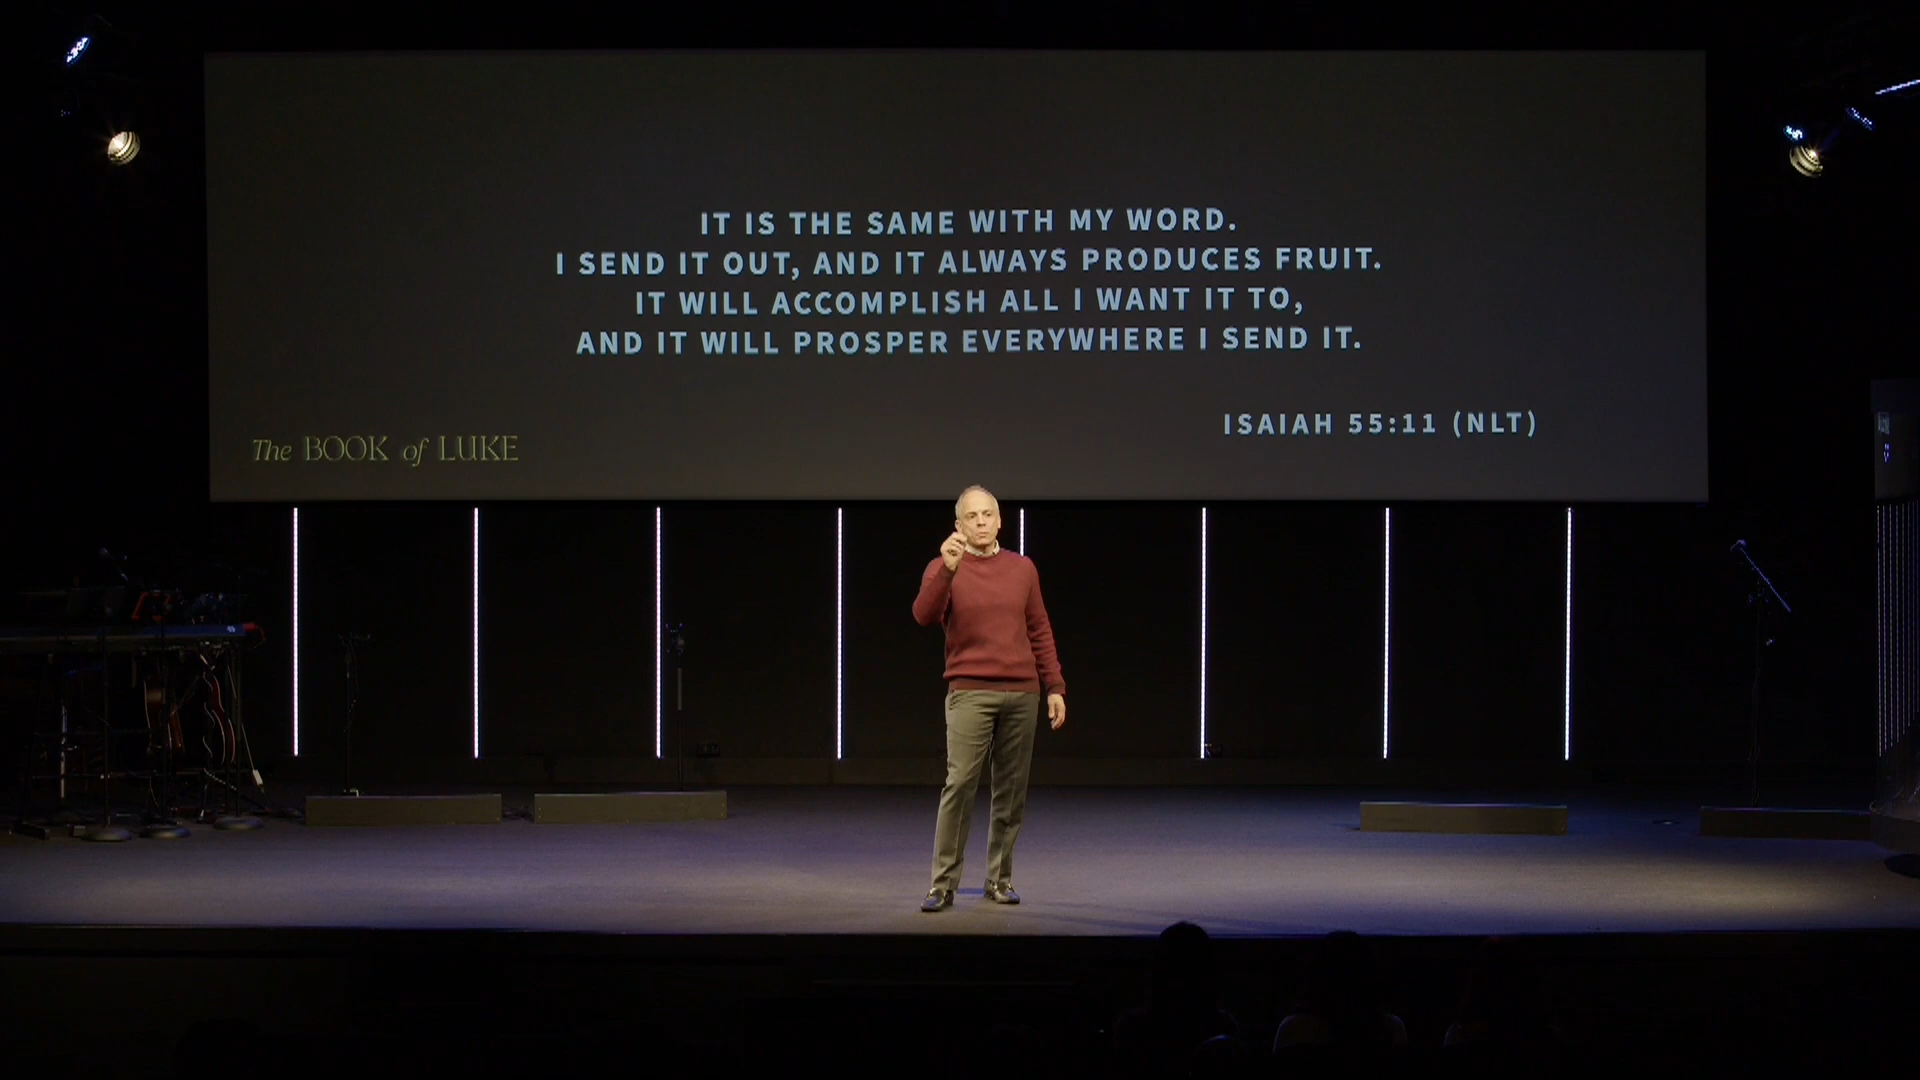 IT IS THE SAME WITH MY WORD.
I SEND IT OUT, AND IT ALWAYS PRODUCES FRUIT.
IT WILL ACCOMPLISH ALL I WANT IT TO,
AND IT WILL PROSPER EVERYWHERE I SEND IT.
ISAIAH 55:11 (NLT)
The BOOK of LUKE